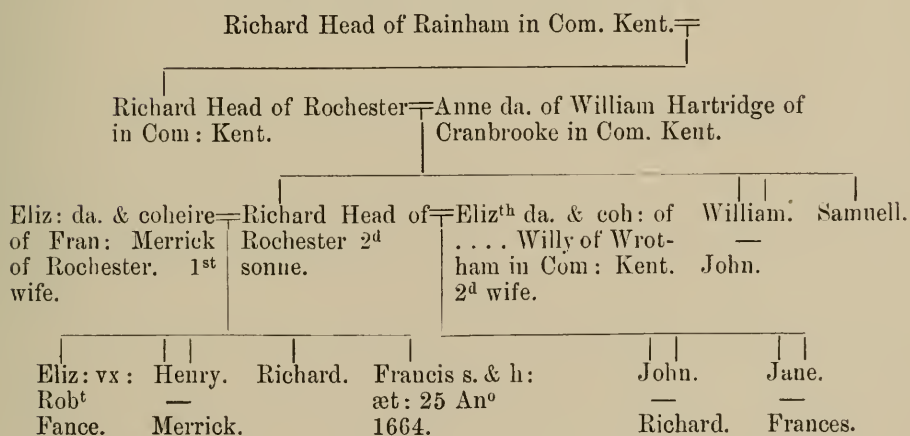 Richard Head of Rainham in Com. Kent.
Richard Head of Rochester
in Com : Kent.
Anne da. of William Hartridge of
Cranbrooke in Com. Kent.
Eliz: da. & coheire
of Fran: Merrick
of Rochester. 1st
wife.
Richard Head of
Rochester 2d
sonne.
Elizth da. & coh: of
.... Willy of Wrot-
ham in Com : Kent.
2d wife.
William.
—
John.
Samuell.
Eliz: vx :
Robt
Fance.
Henry.
—
Merrick.
Richard.
Francis s. & h:
æt: 25 Ano
1664.
John.
—
Richard.
Jane.
—
Frances.